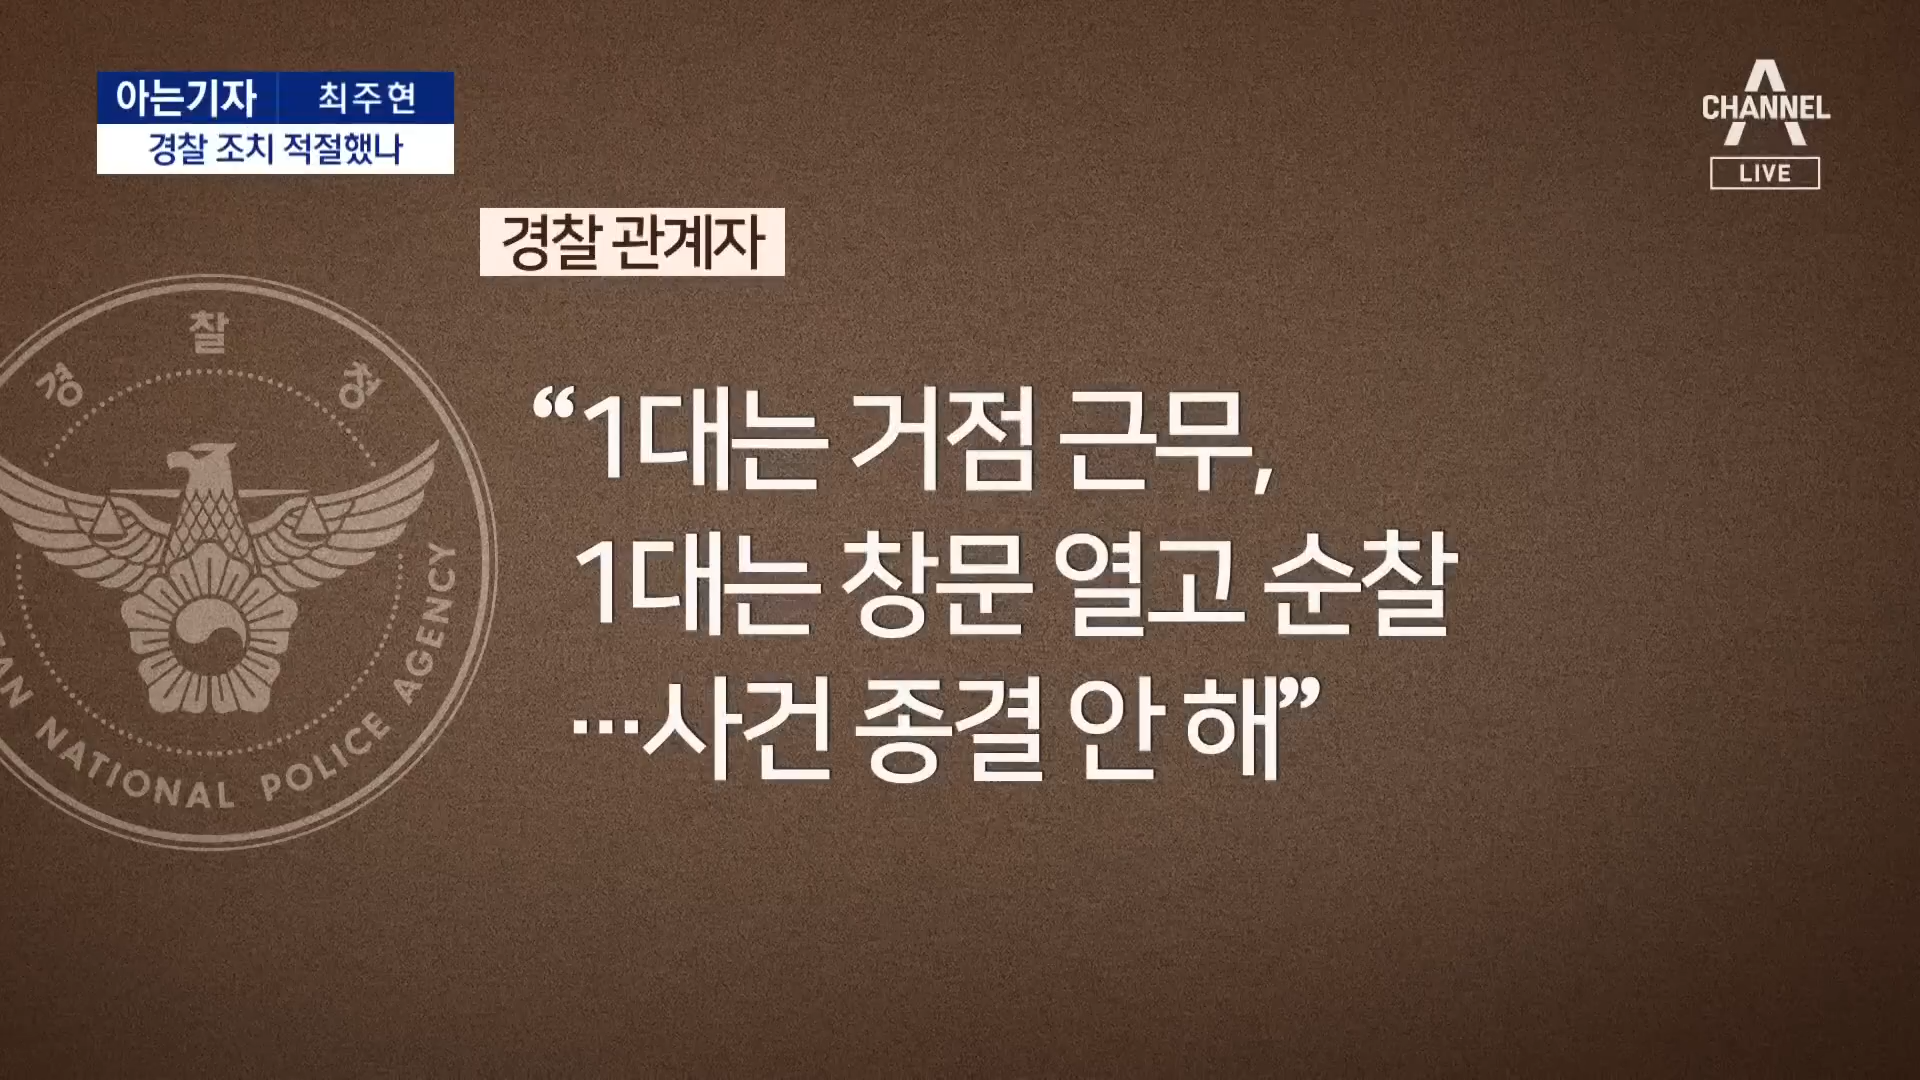 아는기자 최주현
경찰 조치 적절했나
CHANNEL A
LIVE
경찰 관계자
“1대는 거점 근무,
1대는 창문 열고 순찰
…사건 종결 안 해”
경찰청
NATIONAL POLICE AGENCY